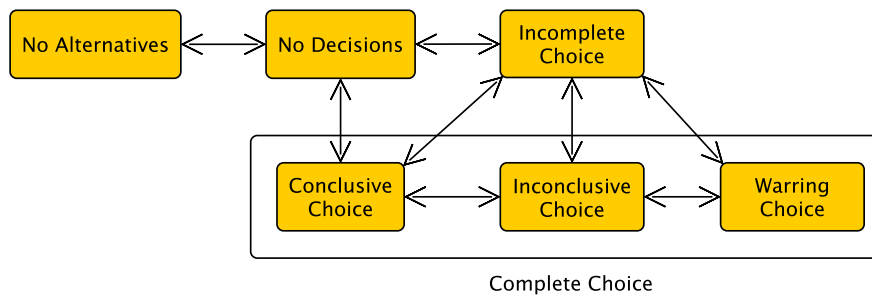 No Alternatives
No Decisions
Incomplete
Choice
Conclusive
Choice
Inconclusive
Choice
Warring
Choice
Complete Choice